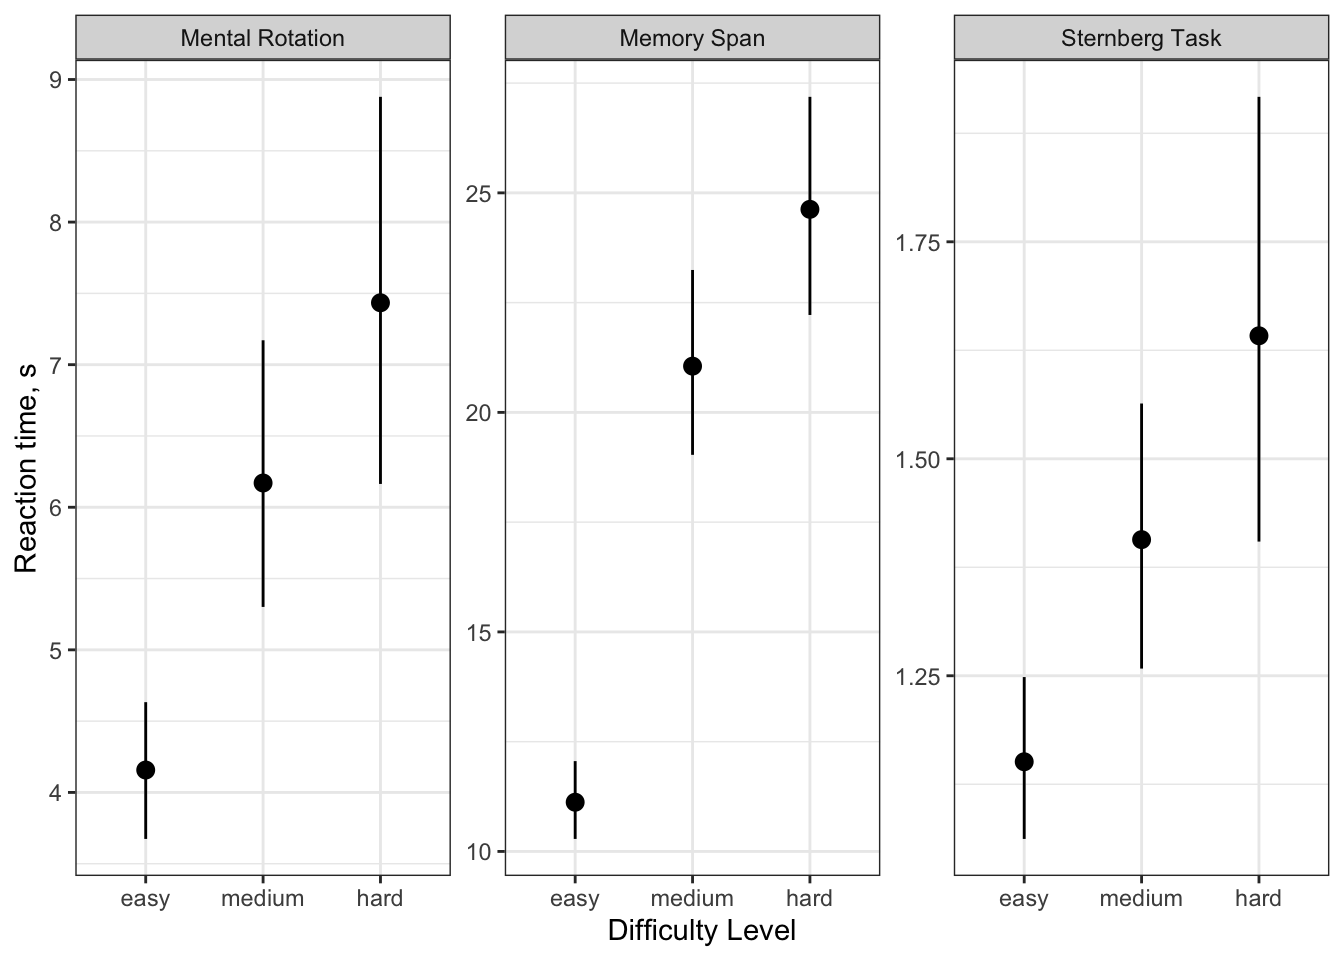 Mental Rotation
Memory Span
Sternberg Task
Reaction time, s
9
8
7
6
5
4
25
20
15
10
1.75
1.50
1.25
easy medium hard
easy medium hard
easy medium hard
Difficulty Level